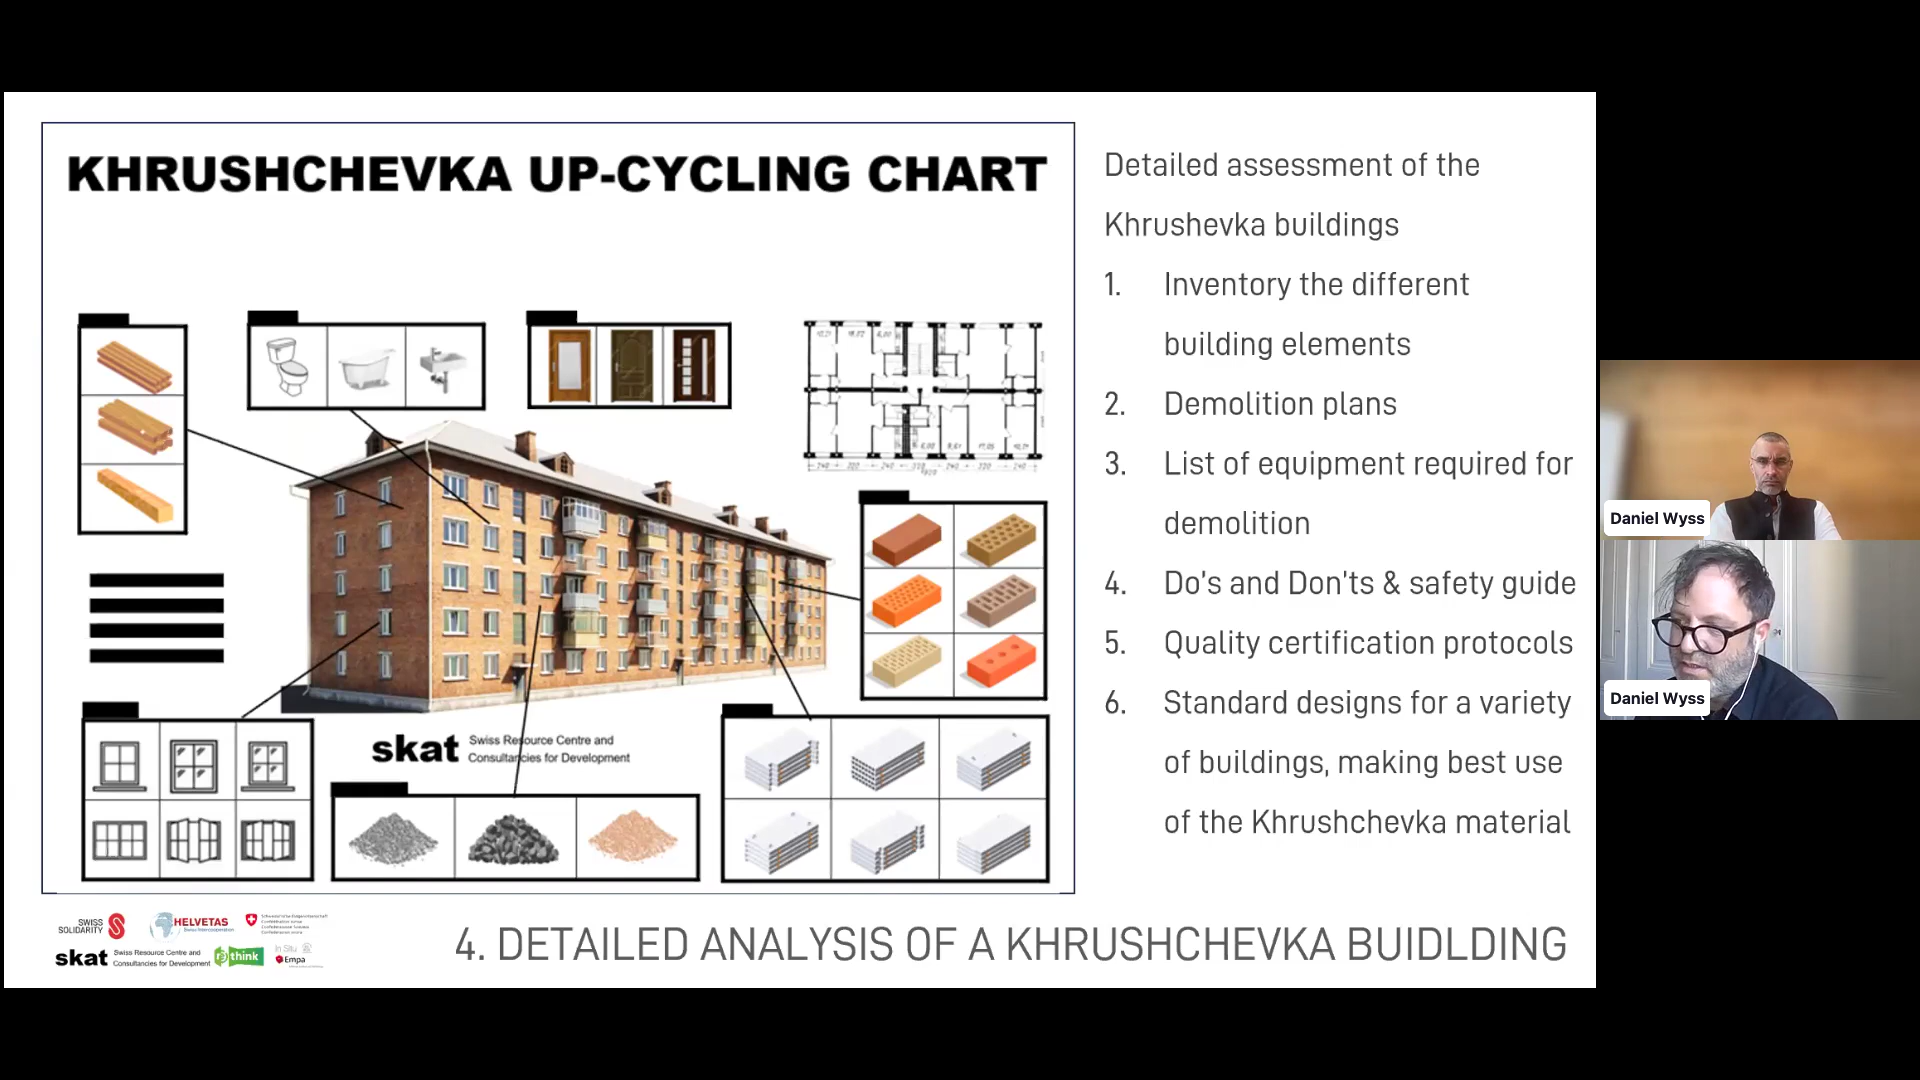 KHRUSHCHEVKA UP-CYCLING CHART
skat
Swiss Resource Centre and
Consultancies for Development
Detailed assessment of the
Khrushevka buildings
1. Inventory the different
building elements
2. Demolition plans
3. List of equipment required for
demolition
4. Do's and Don'ts & safety guide
5. Quality certification protocols
6. Standard designs for a variety
of buildings, making best use
of the Khrushchevka material
SWISS
SOLIDARITY
HELVETAS
skat
Swiss Resource Centre and
Consultancies for Development
think
In Situ
Empa
4. DETAILED ANALYSIS OF A KHRUSHCHEVKA BUIDLDING
Daniel Wyss
Daniel Wyss